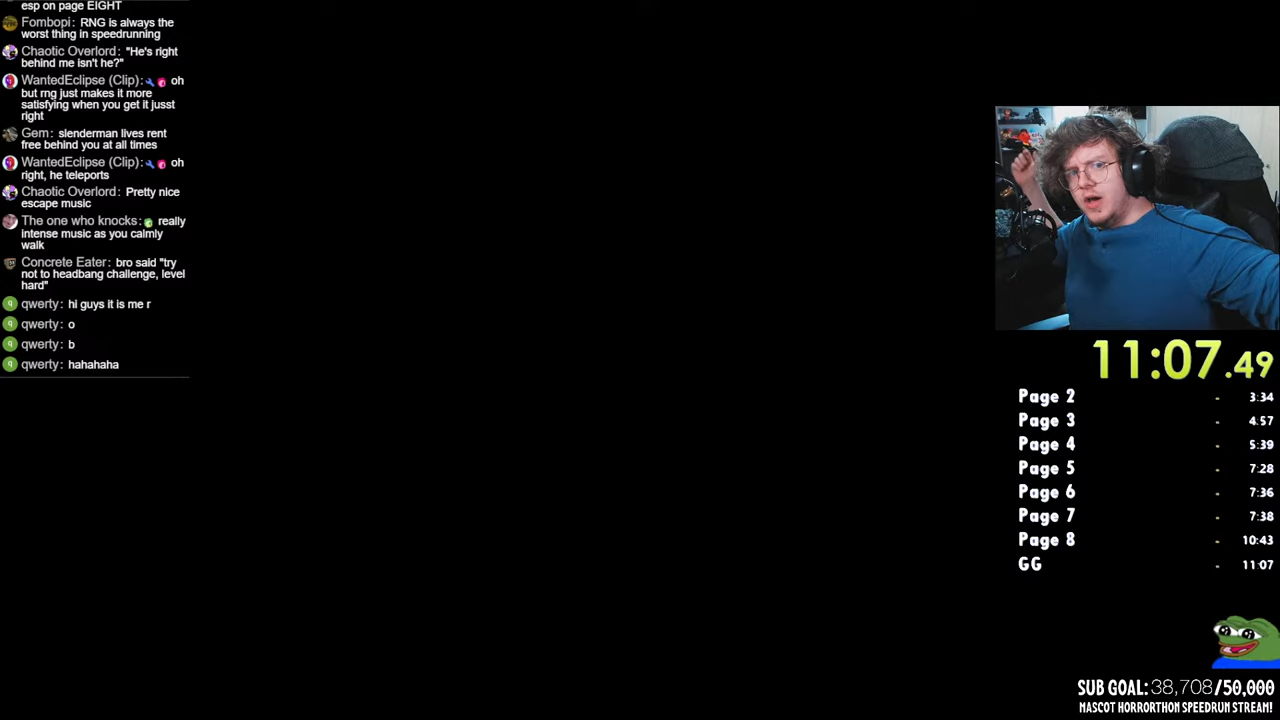 esp on page EIGHT
Fombopi: RNG is always the
worst thing in speedrunning
Chaotic Overlord: "He's right
behind me isn't he?"
WantedEclipse (Clip): oh
but rng just makes it more
satisfying when you get it jusst
right
Gem: slenderman lives rent
free behind you at all times
WantedEclipse (Clip): oh
right, he teleports
Chaotic Overlord: Pretty nice
escape music
The one who knocks: really
intense music as you calmly
walk
Concrete Eater: bro said "try
not to headbang challenge, level
hard"
qwerty: hi guys it is me r
qwerty: o
qwerty: b
qwerty: hahahaha
11:07.49
Page 2 - 3:34
Page 3 - 4:57
Page 4 - 5:39
Page 5 - 7:28
Page 6 - 7:36
Page 7 - 7:38
Page 8 - 10:43
GG - 11:07
SUB GOAL: 38,708/50,000
MASCOT HORRORTHON SPEEDRUN STREAM!